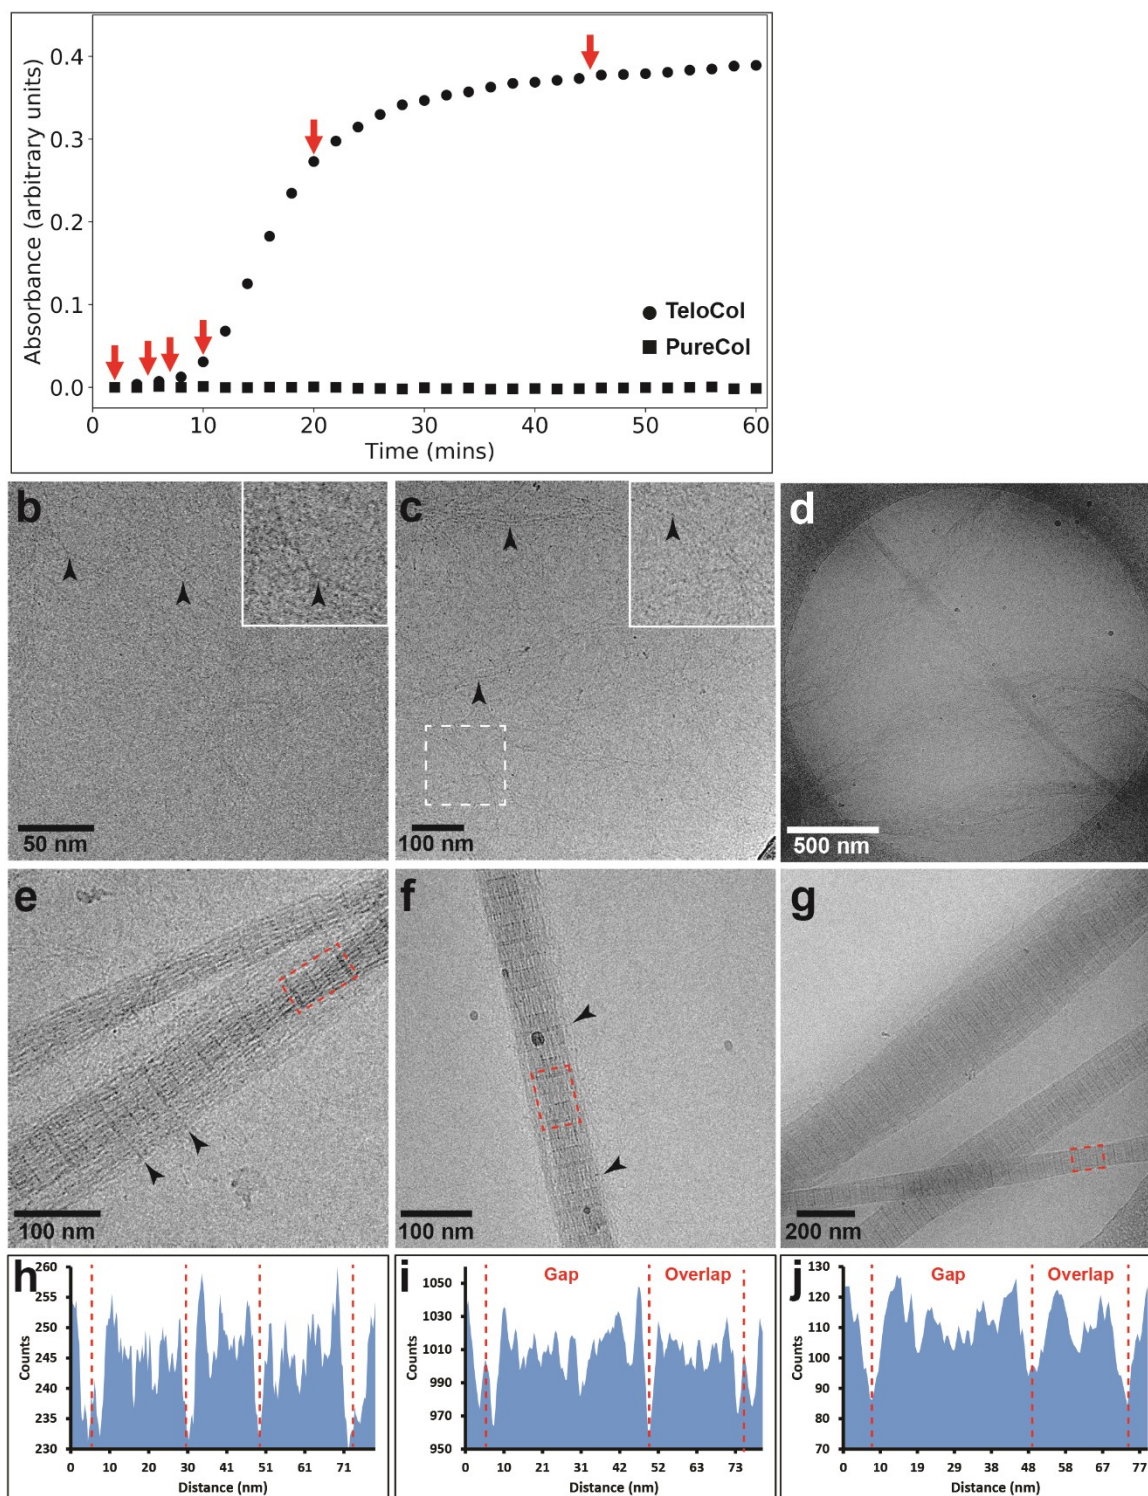 Absorbance (arbitrary units)
0.4
0.3
0.2
0.1
0.0
TeloCol
PureCol
0 10 20 30 40 50 60
Time (mins)
b
50 nm
c
100 nm
d
500 nm
e
100 nm
f
100 nm
g
200 nm
h
Counts
260
255
250
245
240
235
230
0 10 20 30 41 51 61 71
Distance (nm)
i
Gap Overlap
Counts
1050
1030
1010
990
970
950
0 10 21 31 42 52 63 73
Distance (nm)
j
Gap Overlap
Counts
130
120
110
100
90
80
70
0 10 19 29 38 48 58 67 77
Distance (nm)